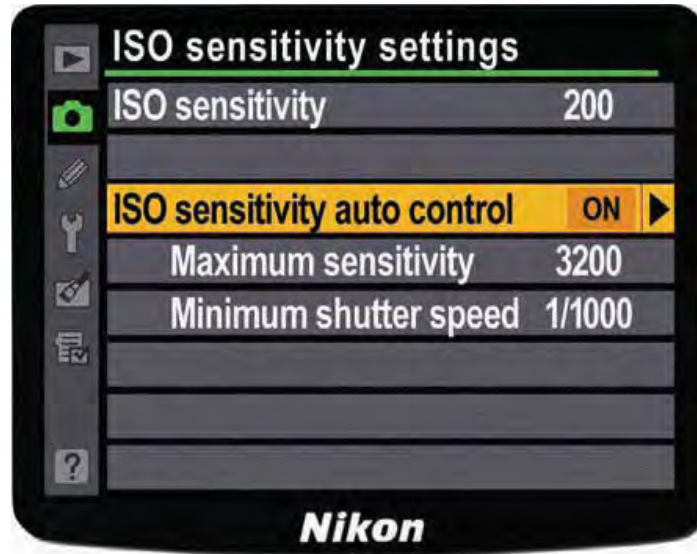 ISO sensitivity settings
ISO sensitivity 200
ISO sensitivity auto control ON
Maximum sensitivity 3200
Minimum shutter speed 1/1000
?
Nikon